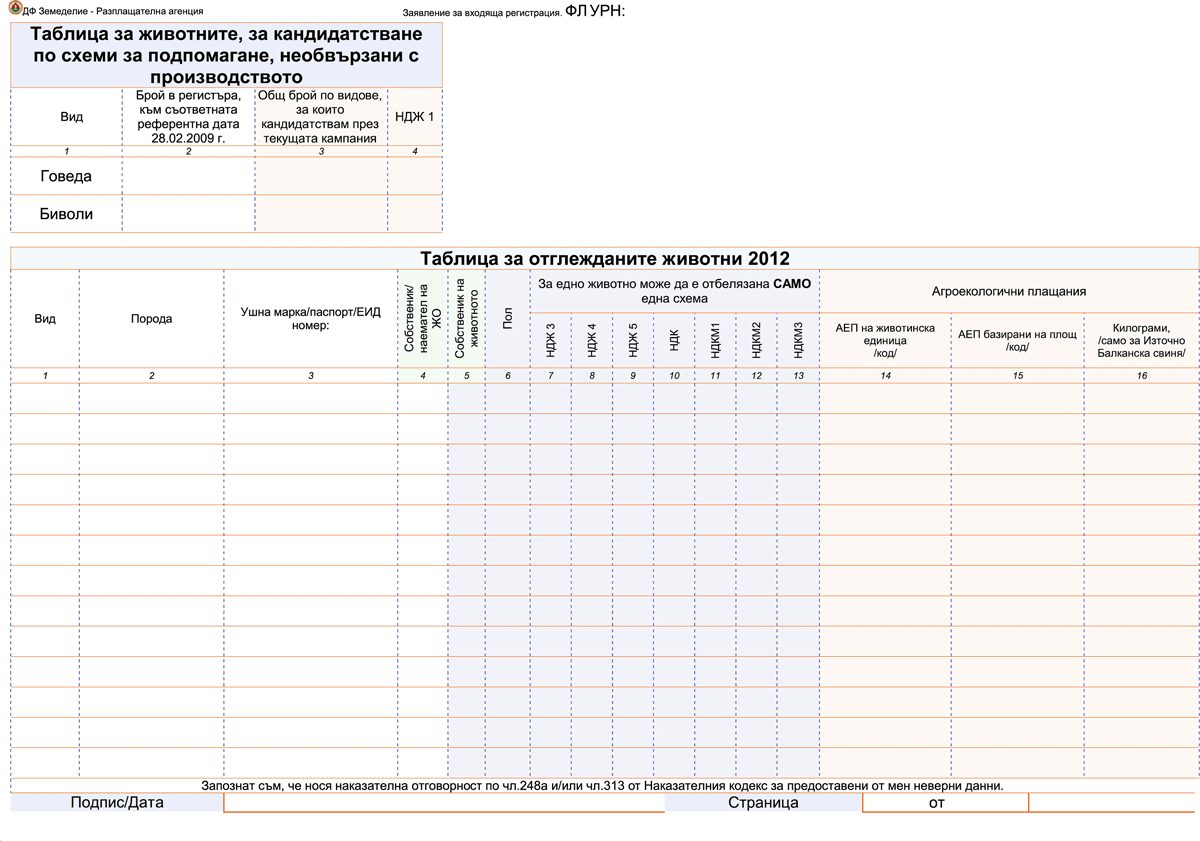 ДФ Земеделие - Разплащателна агенция
Заявление за входяща регистрация. ФЛ УРН:
Таблица за животните, за кандидатстване
по схеми за подпомагане, необвързани с
производството
Вид
Брой в регистъра,
към съответната
референтна дата
28.02.2009 г.
Общ брой по видове,
за които
кандидатствам през
текущата кампания
НДЖ 1
1 2 3 4
Говеда
Биволи
Таблица за отглежданите животни 2012
Вид
Порода
Ушна марка/паспорт/ЕИД
номер:
Собственик/
наемател на
ЖО
Собственик на
животното
Пол
За едно животно може да е отбелязана САМО
една схема
НДЖ 3
НДЖ 4
НДЖ 5
НДК
НДКМ1
НДКМ2
НДКМ3
Агроекологични плащания
АЕП на животинска
единица
/код/
АЕП базирани на площ
/код/
Килограми,
/само за Източно
Балканска свиня/
1 2 3 4 5 6 7 8 9 10 11 12 13 14 15 16
Запознат съм, че нося наказателна отговорност по чл.248а и/или чл.313 от Наказателния кодекс за предоставени от мен неверни данни.
Подпис/Дата
Страница
от